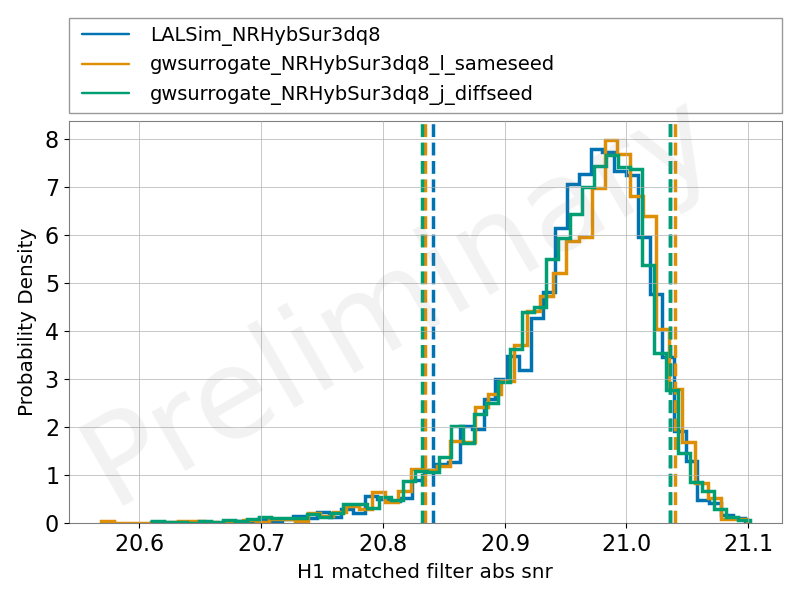 LALSim_NRHybSur3dq8
gwsurrogate_NRHybSur3dq8_l_sameseed
gwsurrogate_NRHybSur3dq8_j_diffseed
Preliminary
Probability Density
8
7
6
5
4
3
2
1
0
20.6 20.7 20.8 20.9 21.0 21.1
H1 matched filter abs snr